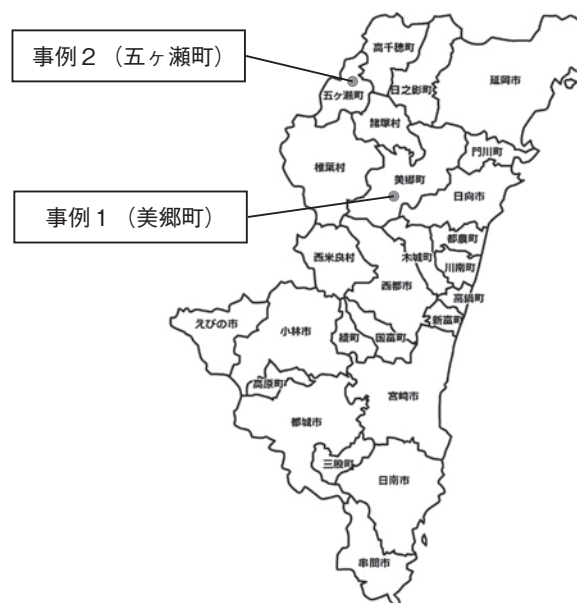 事例２（五ヶ瀬町）
高千穂町
延岡市
五ヶ瀬町
日之影町
諸塚村
門川町
椎葉村
美郷町
日向市
事例１（美郷町）
都農町
西米良村
木城町
川南町
西都市
高鍋町
新富町
えびの市
小林市
綾町
国富町
高原町
宮崎市
都城市
三股町
日南市
串間市